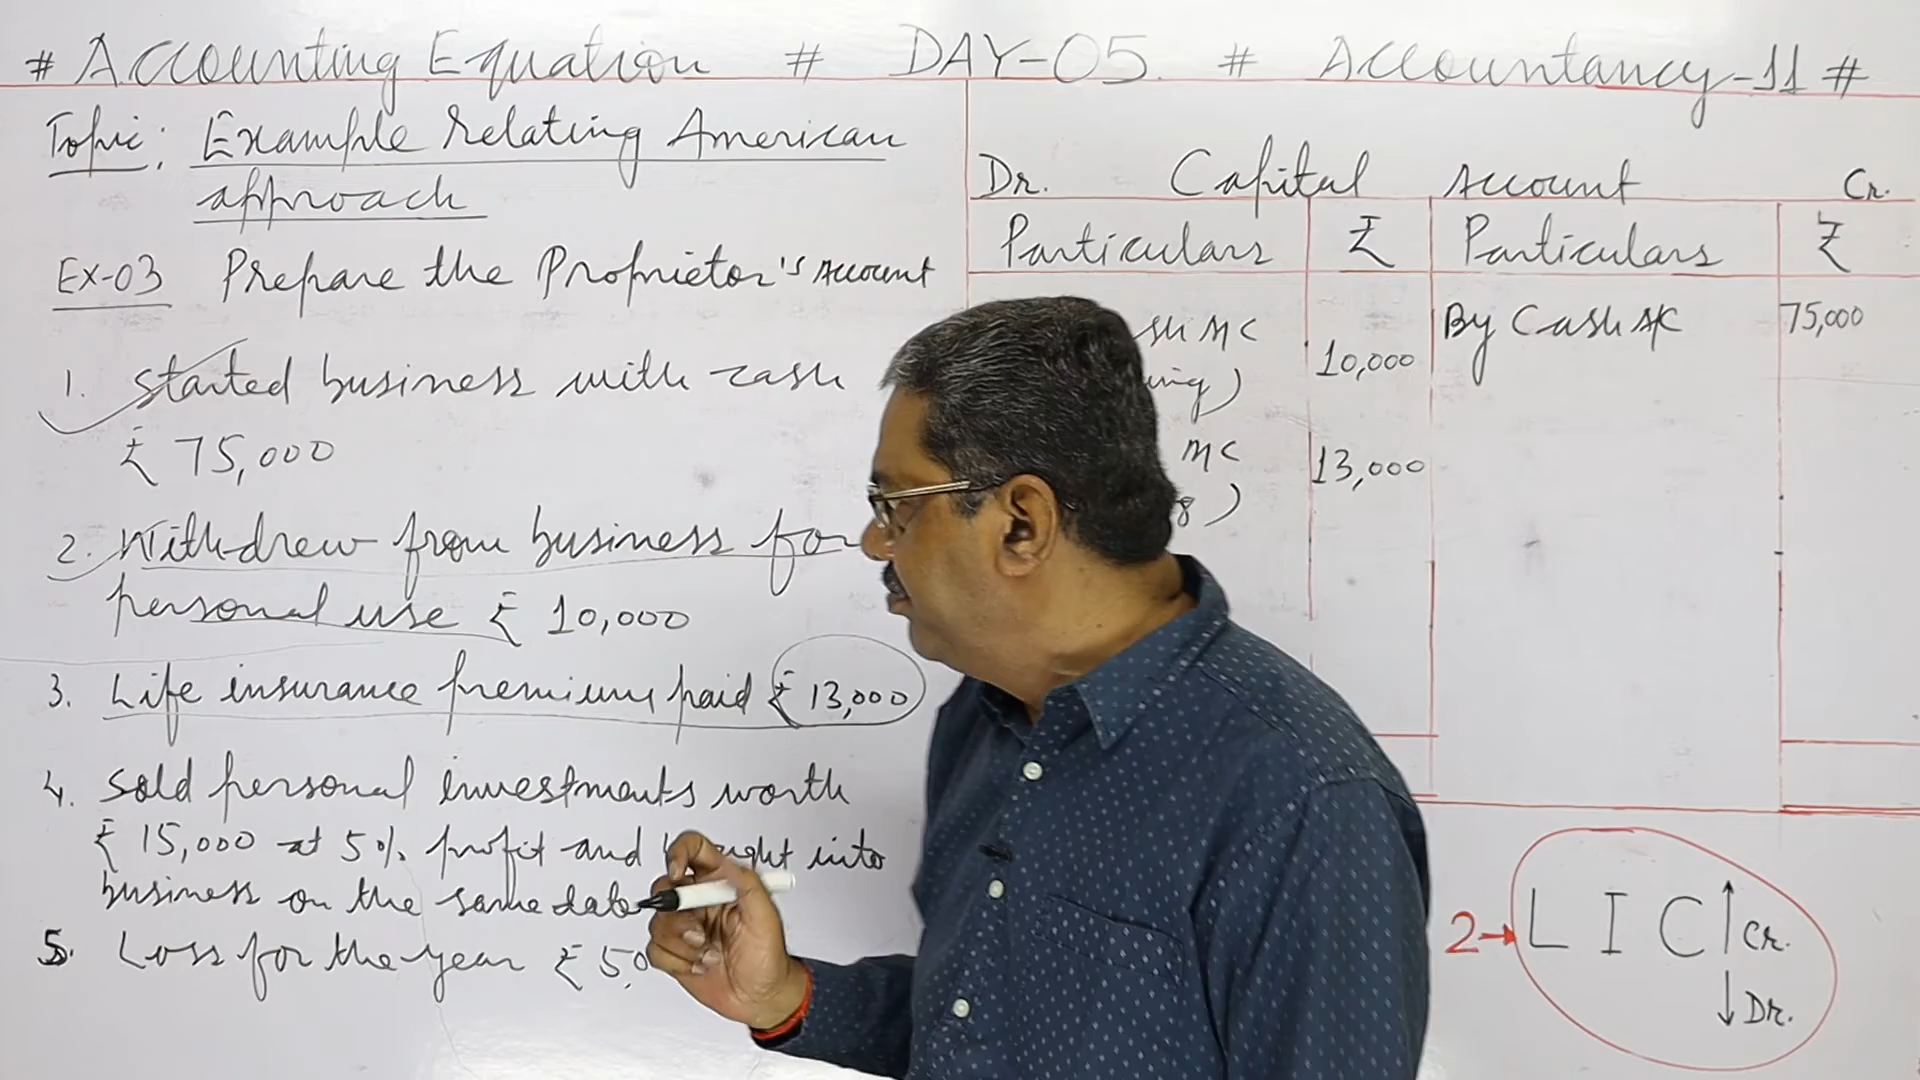 # Accounting Equation # DAY-05. # Accountancy-11 #
Topic: Example relating American
approach
Ex-03 Prepare the Proprietor's Account
1. Started business with cash
₹ 75,000
2. Withdrew from business for
personal use ₹ 10,000
3. Life insurance premium paid ₹ 13,000
4. Sold personal investments worth
₹ 15,000 at 5% profit and into
business on the same date
5. Loss for the year ₹ 5,0
Dr. Capital Account Cr.
Particulars ₹ Particulars ₹
A/C 10,000 By Cash A/C 75,000
A/C 13,000
2→ L I C ↑ Cr.
↓ Dr.